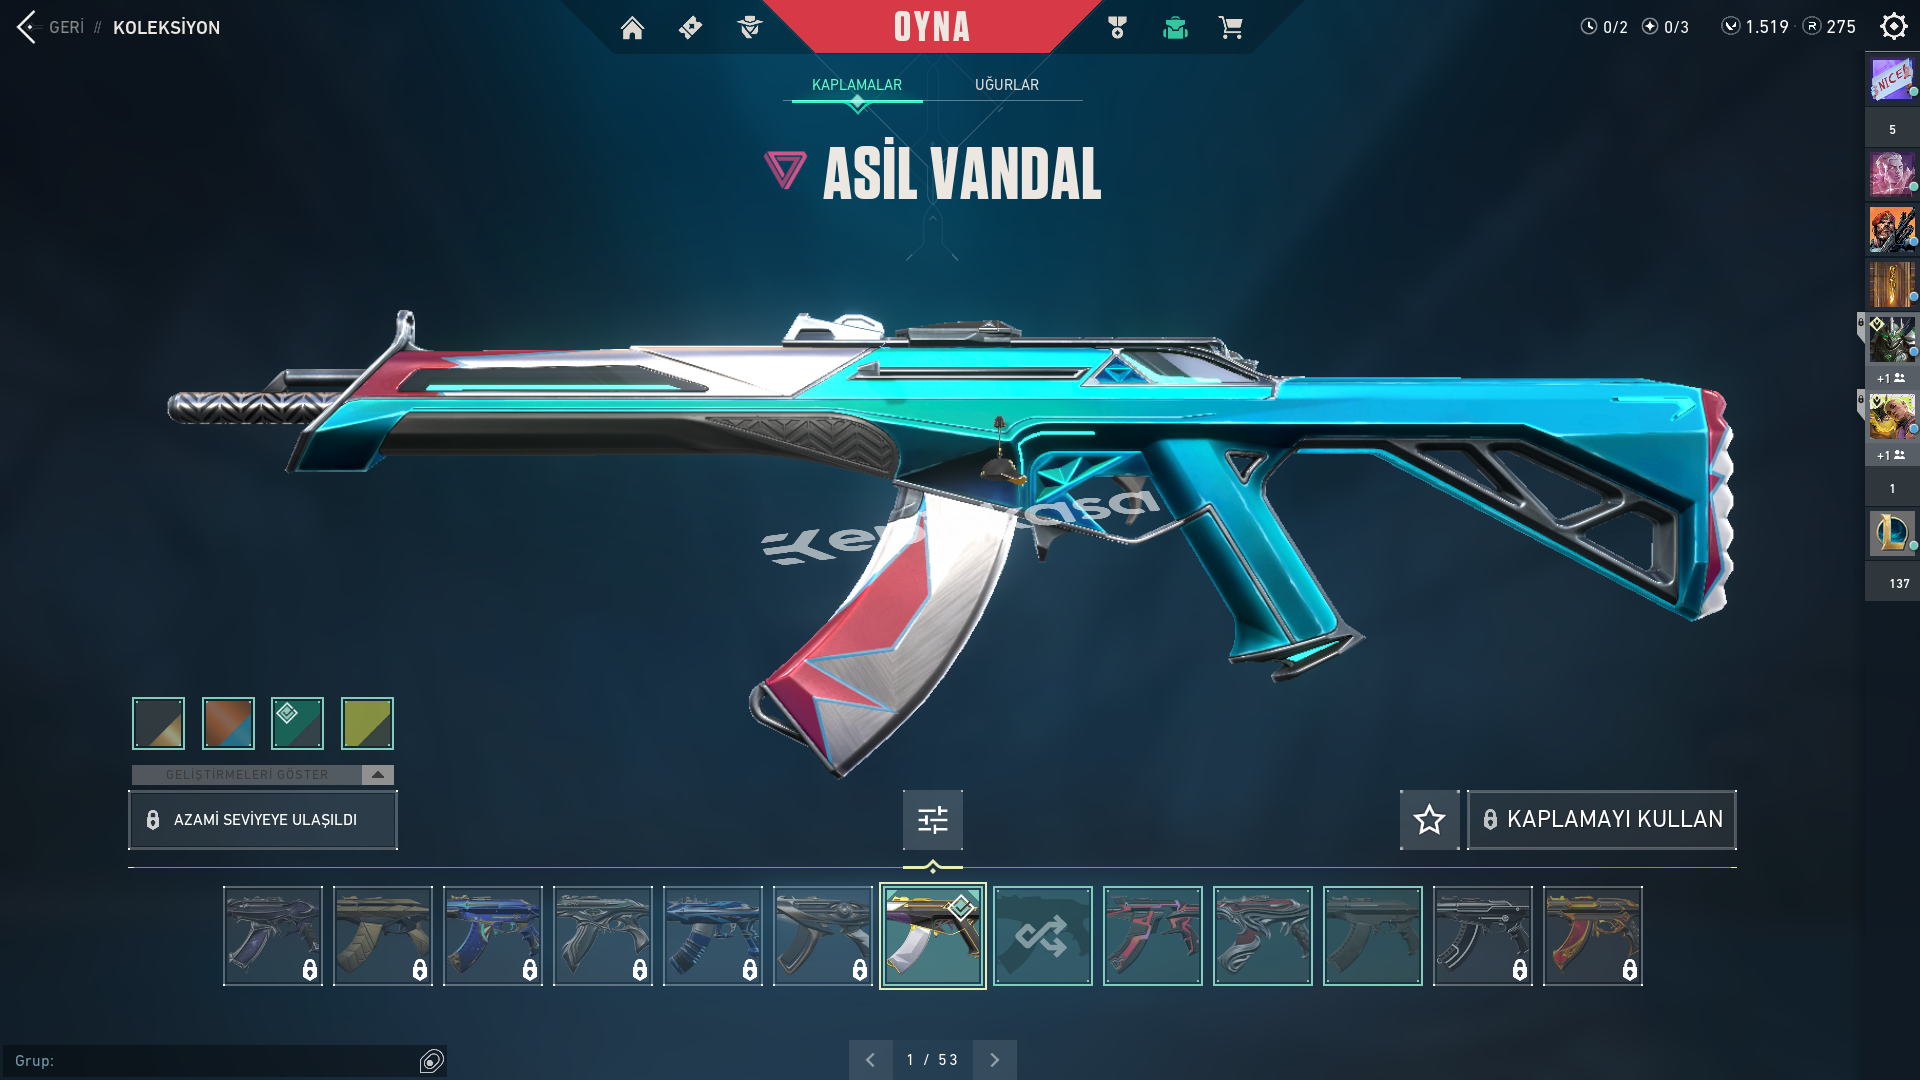 GERİ // KOLEKSİYON
OYNA
0/2 0/3 1.519 R 275
KAPLAMALAR UĞURLAR
ASİL VANDAL
NICE!
5
+1
+1
1
137
GELİŞTİRMELERİ GÖSTER
AZAMİ SEVİYEYE ULAŞILDI
KAPLAMAYI KULLAN
Grup:
1 / 53